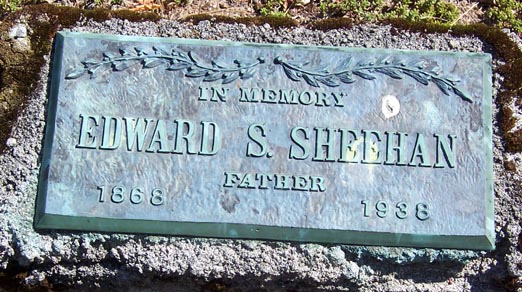 IN MEMORY
EDWARD S. SHEEHAN
FATHER
1868 1938